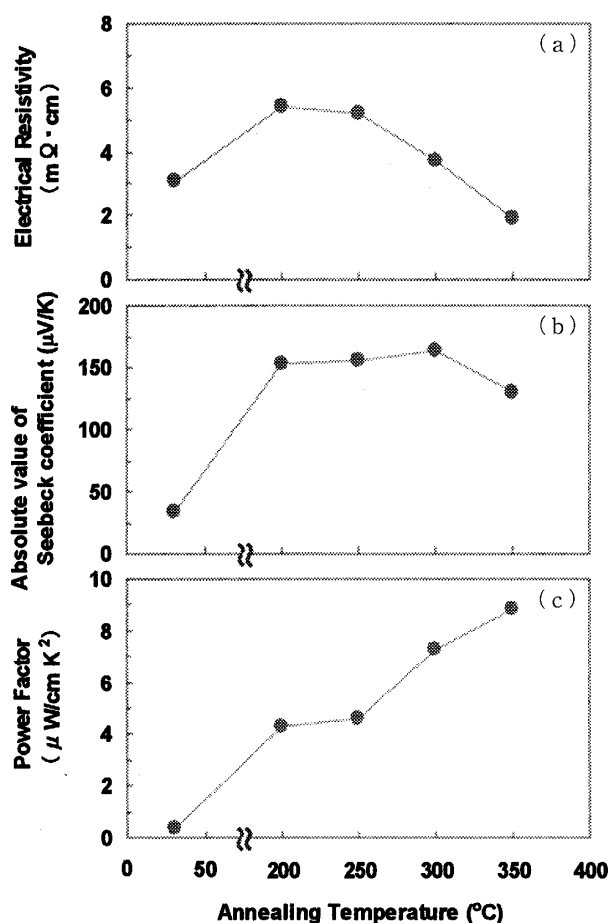 (a)
8
6
4
2
0
Electrical Resistivity
(mΩ・cm)
(b)
200
150
100
50
0
Absolute value of
Seebeck coefficient (μV/K)
(c)
10
8
6
4
2
0
Power Factor
(μW/cm K²)
0 50 200 250 300 350 400
Annealing Temperature (°C)